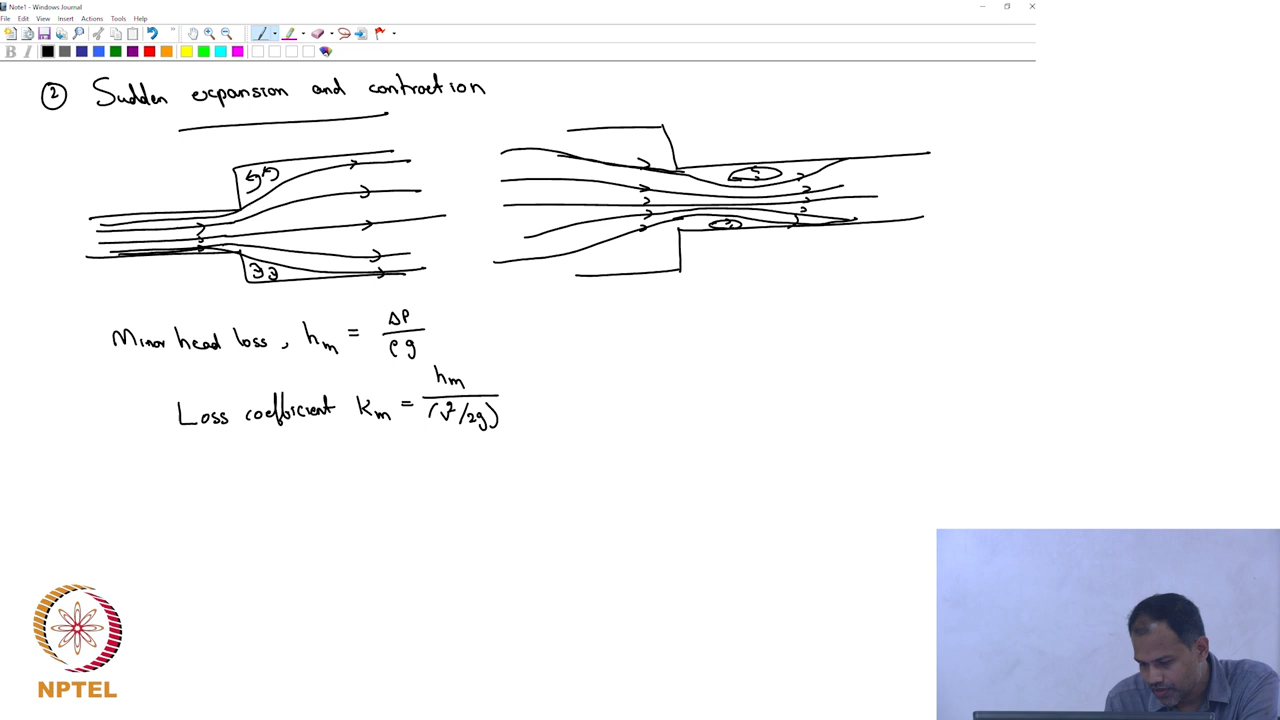 Note1 - Windows Journal
File Edit View Insert Actions Tools Help
B I
2 Sudden expansion and contraction
Minor head loss, hm = ΔP / ρg
Loss coefficient Km = hm / (v²/2g)
NPTEL